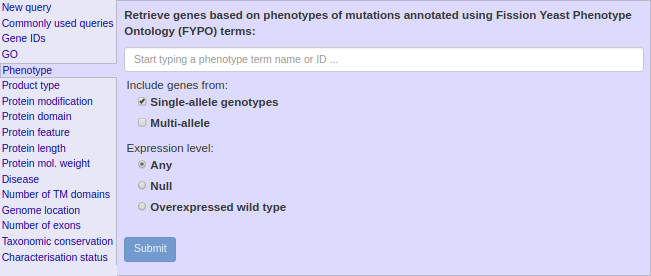 New query
Commonly used queries
Gene IDs
GO
Phenotype
Product type
Protein modification
Protein domain
Protein feature
Protein length
Protein mol. weight
Disease
Number of TM domains
Genome location
Number of exons
Taxonomic conservation
Characterisation status
Retrieve genes based on phenotypes of mutations annotated using Fission Yeast Phenotype
Ontology (FYPO) terms:
Start typing a phenotype term name or ID ...
Include genes from:
Single-allele genotypes
Multi-allele
Expression level:
Any
Null
Overexpressed wild type
Submit